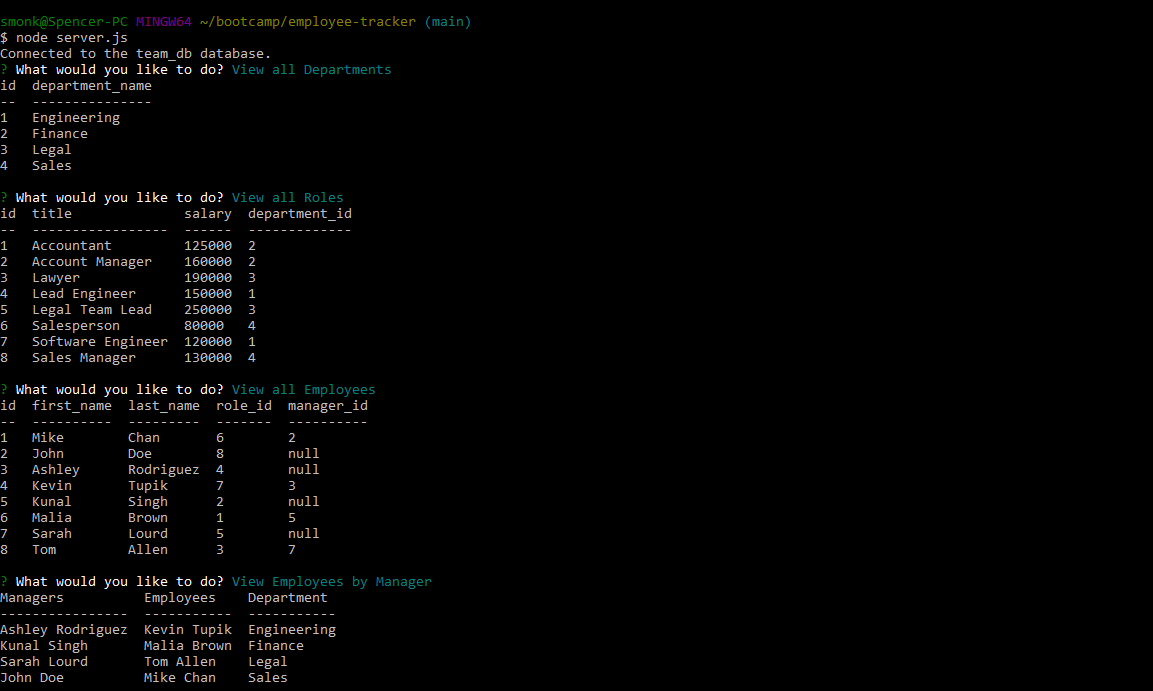 smonk@Spencer-PC MINGW64 ~/bootcamp/employee-tracker (main)
$ node server.js
Connected to the team_db database.
? What would you like to do? View all Departments
id  department_name
--  ---------------
1   Engineering
2   Finance
3   Legal
4   Sales

? What would you like to do? View all Roles
id  title              salary  department_id
--  -----------------  ------  -------------
1   Accountant         125000  2
2   Account Manager    160000  2
3   Lawyer             190000  3
4   Lead Engineer      150000  1
5   Legal Team Lead    250000  3
6   Salesperson        80000   4
7   Software Engineer  120000  1
8   Sales Manager      130000  4

? What would you like to do? View all Employees
id  first_name  last_name  role_id  manager_id
--  ----------  ---------  -------  ----------
1   Mike        Chan       6        2
2   John        Doe        8        null
3   Ashley      Rodriguez  4        null
4   Kevin       Tupik      7        3
5   Kunal       Singh      2        null
6   Malia       Brown      1        5
7   Sarah       Lourd      5        null
8   Tom         Allen      3        7

? What would you like to do? View Employees by Manager
Managers          Employees    Department
----------------  -----------  -----------
Ashley Rodriguez  Kevin Tupik  Engineering
Kunal Singh       Malia Brown  Finance
Sarah Lourd       Tom Allen    Legal
John Doe          Mike Chan    Sales